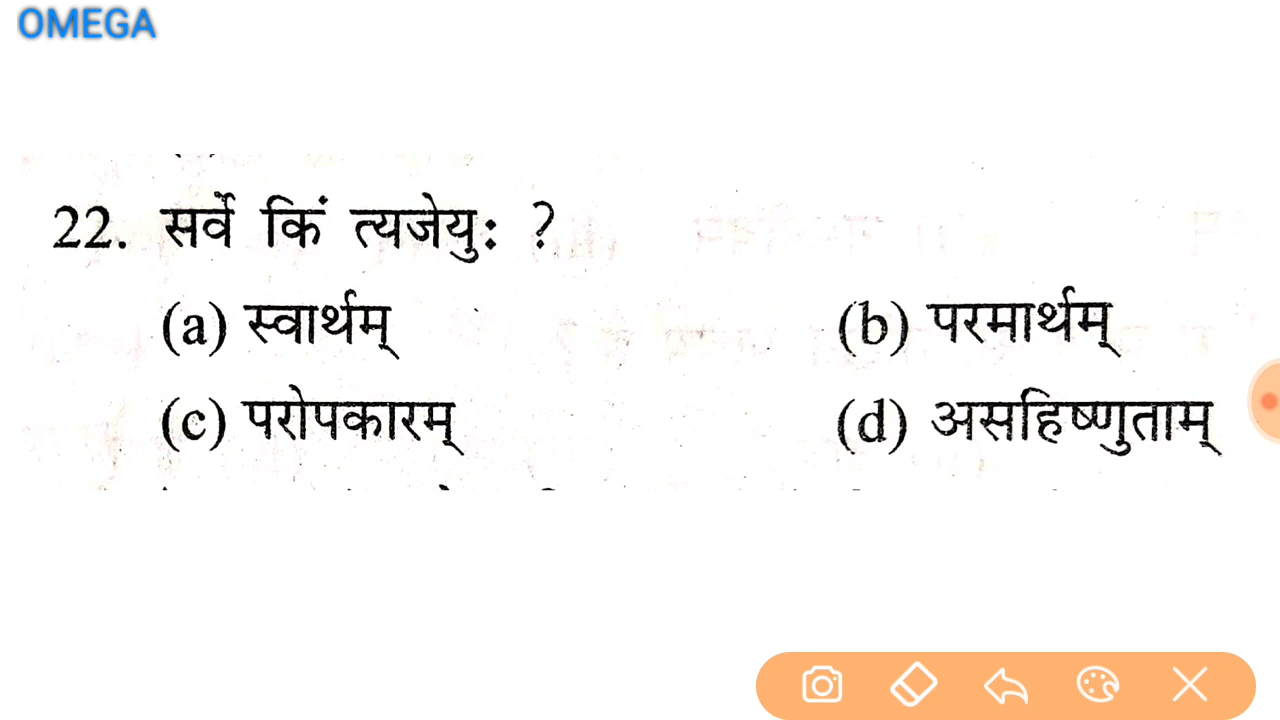 OMEGA
22. सर्वे किं त्यजेयुः ?
(a) स्वार्थम् (b) परमार्थम्
(c) परोपकारम् (d) असहिष्णुताम्